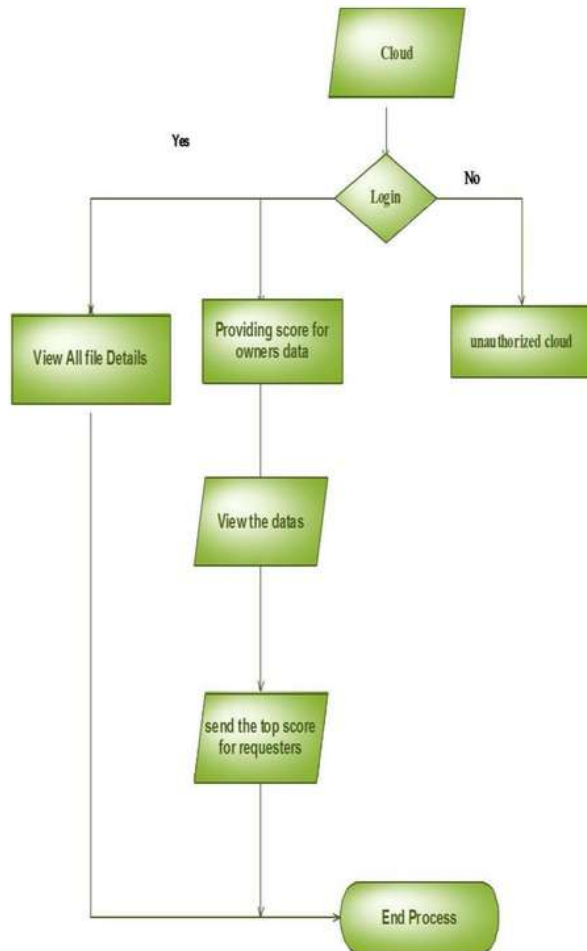 Cloud
Yes
Login
No
View All file Details
Providing score for
owners data
unauthorized cloud
View the datas
send the top score
for requesters
End Process